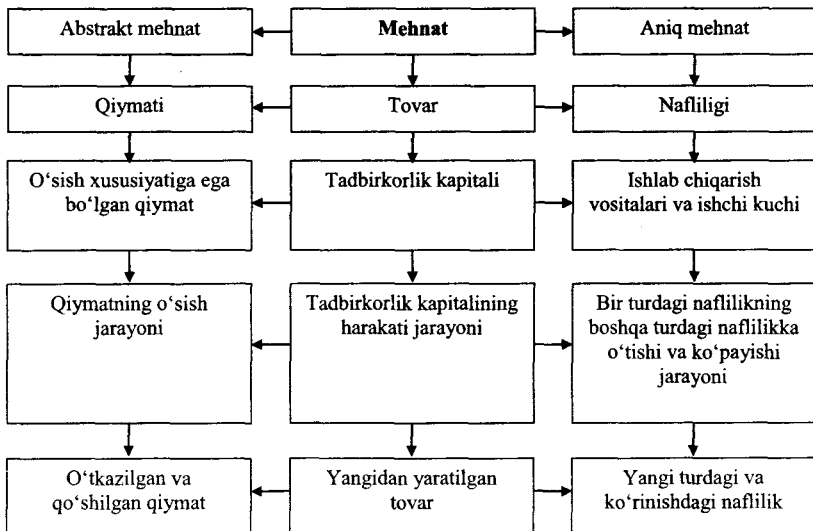 Abstrakt mehnat
Mehnat
Aniq mehnat
Qiymati
Tovar
Nafliligi
O‘sish xususiyatiga ega
bo‘lgan qiymat
Tadbirkorlik kapitali
Ishlab chiqarish
vositalari va ishchi kuchi
Qiymatning o‘sish
jarayoni
Tadbirkorlik kapitalining
harakati jarayoni
Bir turdagi naflilikning
boshqa turdagi naflilikka
o‘tishi va ko‘payishi
jarayoni
O‘tkazilgan va
qo‘shilgan qiymat
Yangidan yaratilgan
tovar
Yangi turdagi va
ko‘rinishdagi naflilik